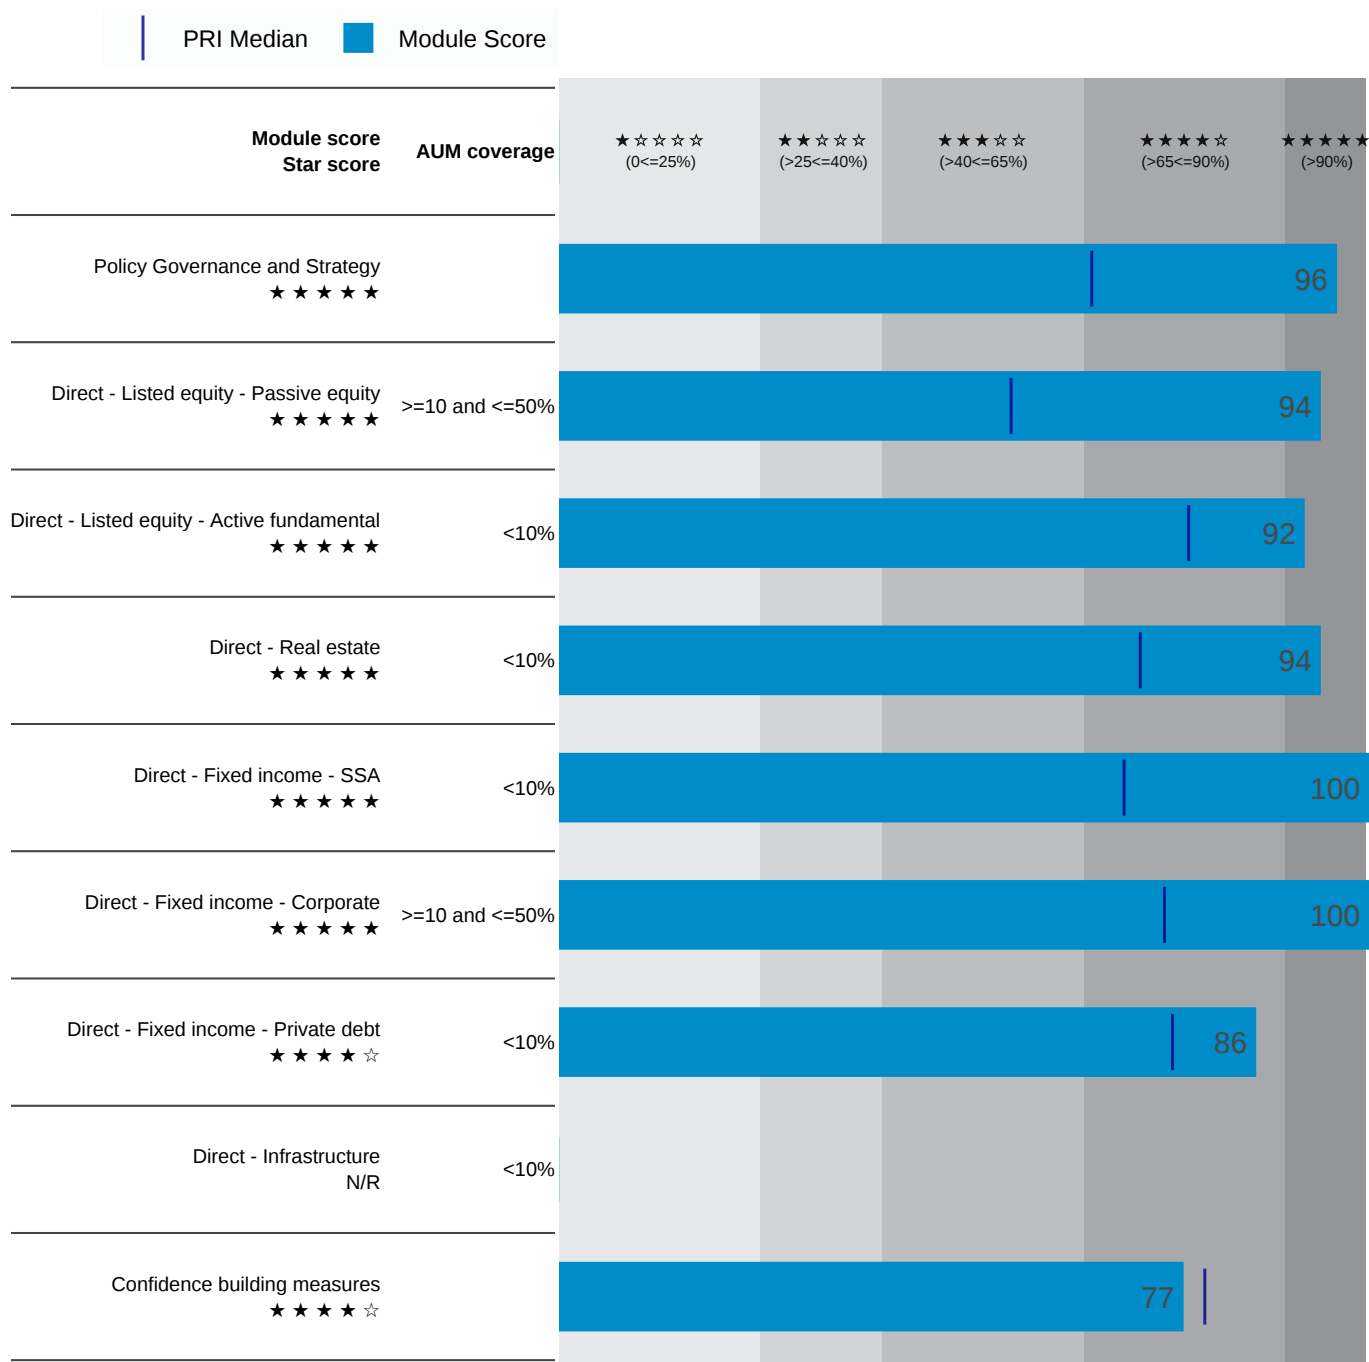 PRI Median Module Score
Module score
Star score
AUM coverage
★☆☆☆☆ ★★☆☆☆ ★★★☆☆ ★★★★☆ ★★★★★
(0<=25%) (>25<=40%) (>40<=65%) (>65<=90%) (>90%)
Policy Governance and Strategy
★ ★ ★ ★ ★
96
Direct - Listed equity - Passive equity
★ ★ ★ ★ ★
>=10 and <=50%
94
Direct - Listed equity - Active fundamental
★ ★ ★ ★ ★
<10%
92
Direct - Real estate
★ ★ ★ ★ ★
<10%
94
Direct - Fixed income - SSA
★ ★ ★ ★ ★
<10%
100
Direct - Fixed income - Corporate
★ ★ ★ ★ ★
>=10 and <=50%
100
Direct - Fixed income - Private debt
★ ★ ★ ★ ☆
<10%
86
Direct - Infrastructure
N/R
<10%
Confidence building measures
★ ★ ★ ★ ☆
77